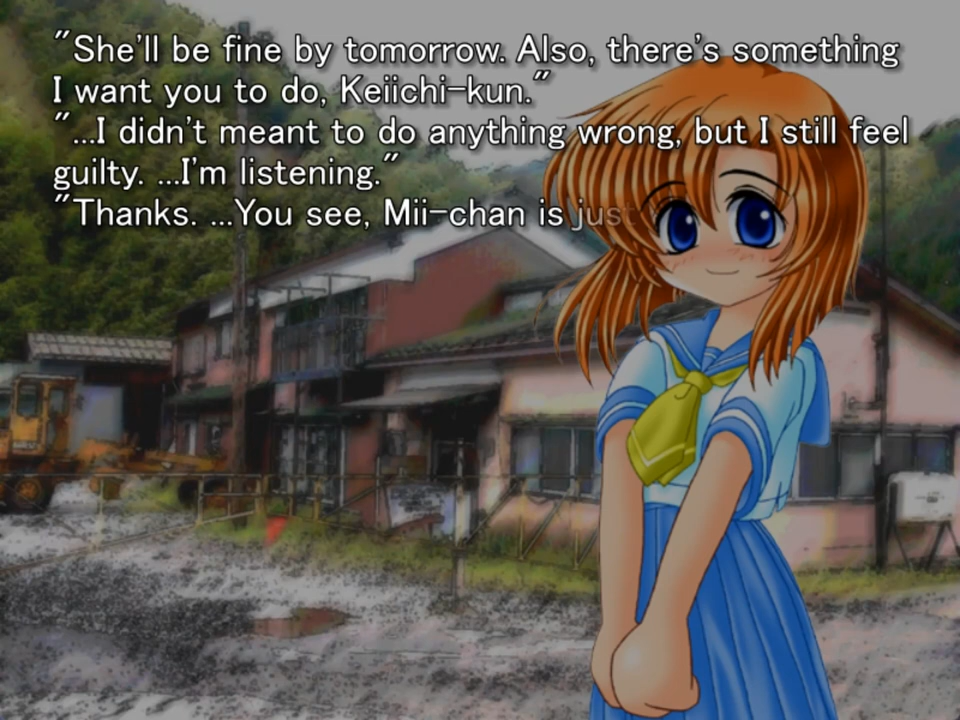 "She'll be fine by tomorrow. Also, there's something
I want you to do, Keiichi-kun."
"...I didn't meant to do anything wrong, but I still feel
guilty. ...I'm listening."
"Thanks. ...You see, Mii-chan is just